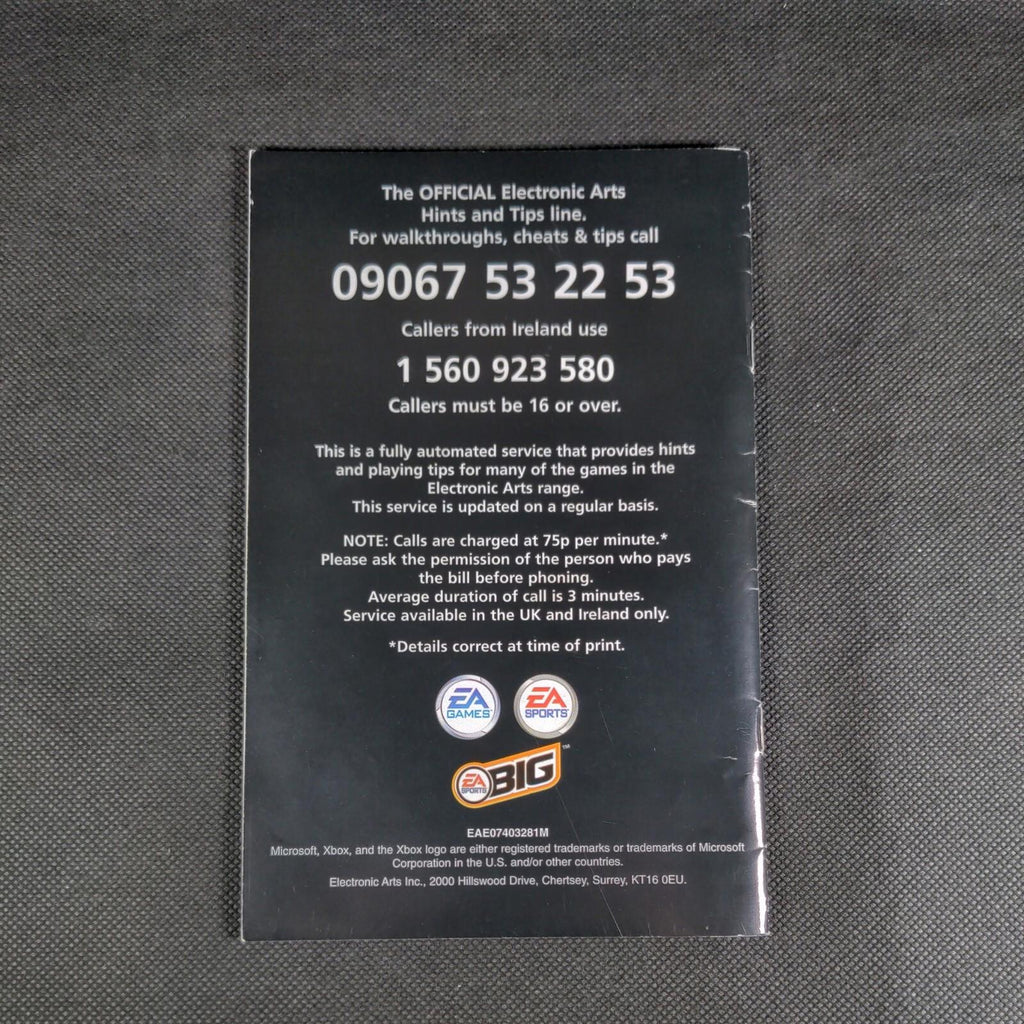 The OFFICIAL Electronic Arts
Hints and Tips line.
For walkthroughs, cheats & tips call
09067 53 22 53
Callers from Ireland use
1 560 923 580
Callers must be 16 or over.
This is a fully automated service that provides hints
and playing tips for many of the games in the
Electronic Arts range.
This service is updated on a regular basis.
NOTE: Calls are charged at 75p per minute.*
Please ask the permission of the person who pays
the bill before phoning.
Average duration of call is 3 minutes.
Service available in the UK and Ireland only.
*Details correct at time of print.
EA GAMES™ EA SPORTS™
EA SPORTS BIG™
EAE07403281M
Microsoft, Xbox, and the Xbox logo are either registered trademarks or trademarks of Microsoft
Corporation in the U.S. and/or other countries.
Electronic Arts Inc., 2000 Hillswood Drive, Chertsey, Surrey, KT16 0EU.